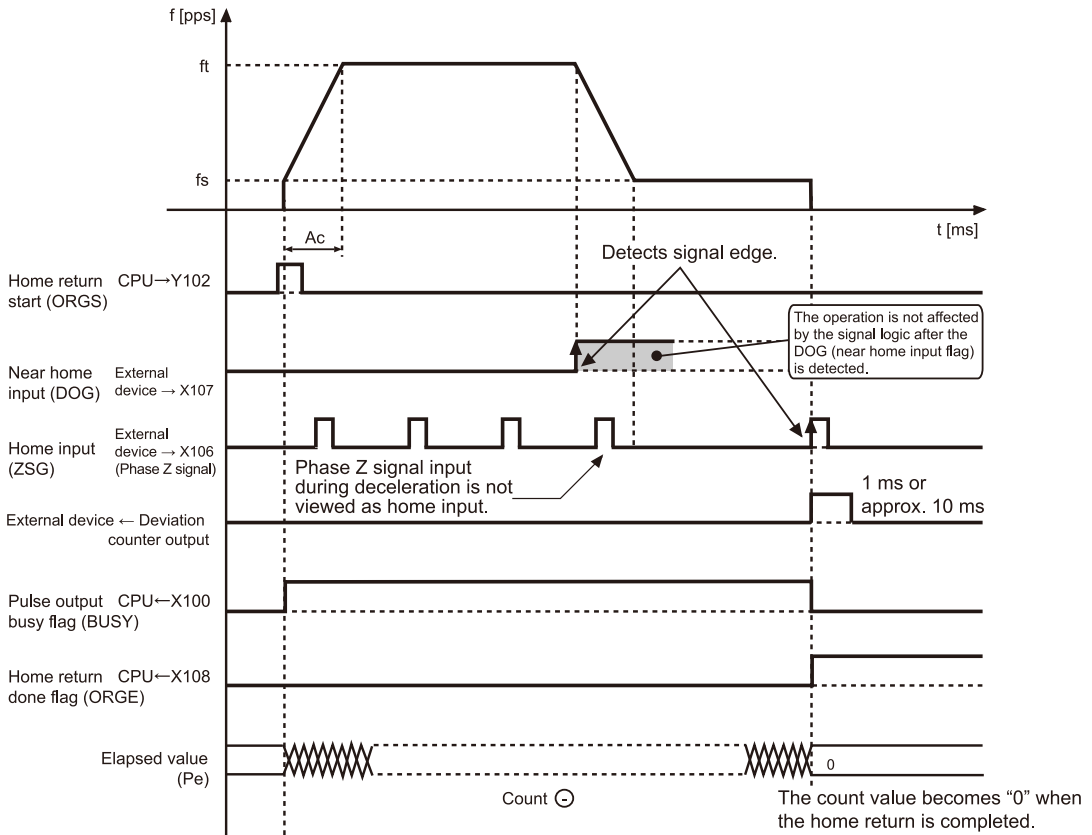 f [pps]
ft
fs
t [ms]
Ac
Home return CPU→Y102
start (ORGS)
Detects signal edge.
The operation is not affected
by the signal logic after the
DOG (near home input flag)
is detected.
Near home External
input (DOG) device → X107
Home input External
(ZSG) device → X106
(Phase Z signal)
Phase Z signal input
during deceleration is not
viewed as home input.
1 ms or
approx. 10 ms
External device ← Deviation
counter output
Pulse output CPU←X100
busy flag (BUSY)
Home return CPU←X108
done flag (ORGE)
Elapsed value
(Pe)
0
Count ⊖
The count value becomes “0” when
the home return is completed.